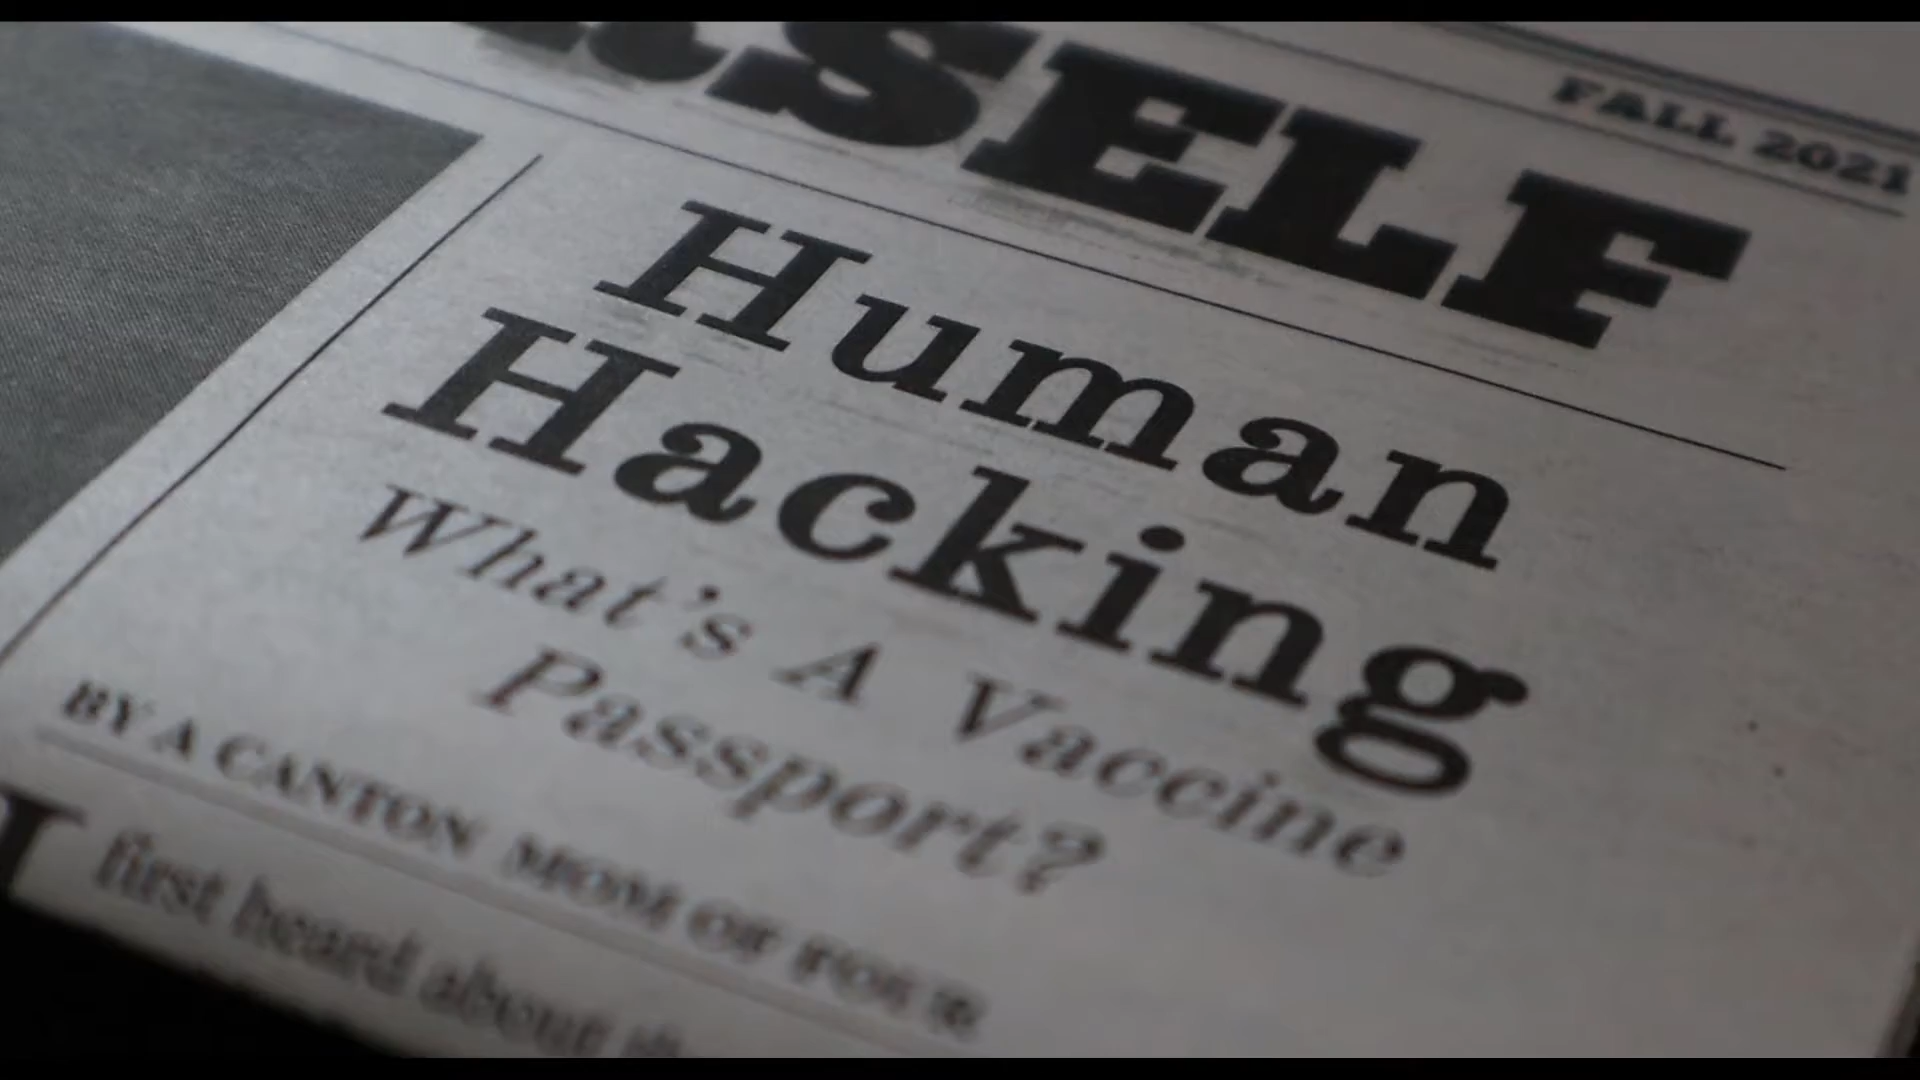 SELF
FALL 2021
Human
Hacking
What's A Vaccine
Passport?
BY A CANTON MOM OF FOUR
first heard about